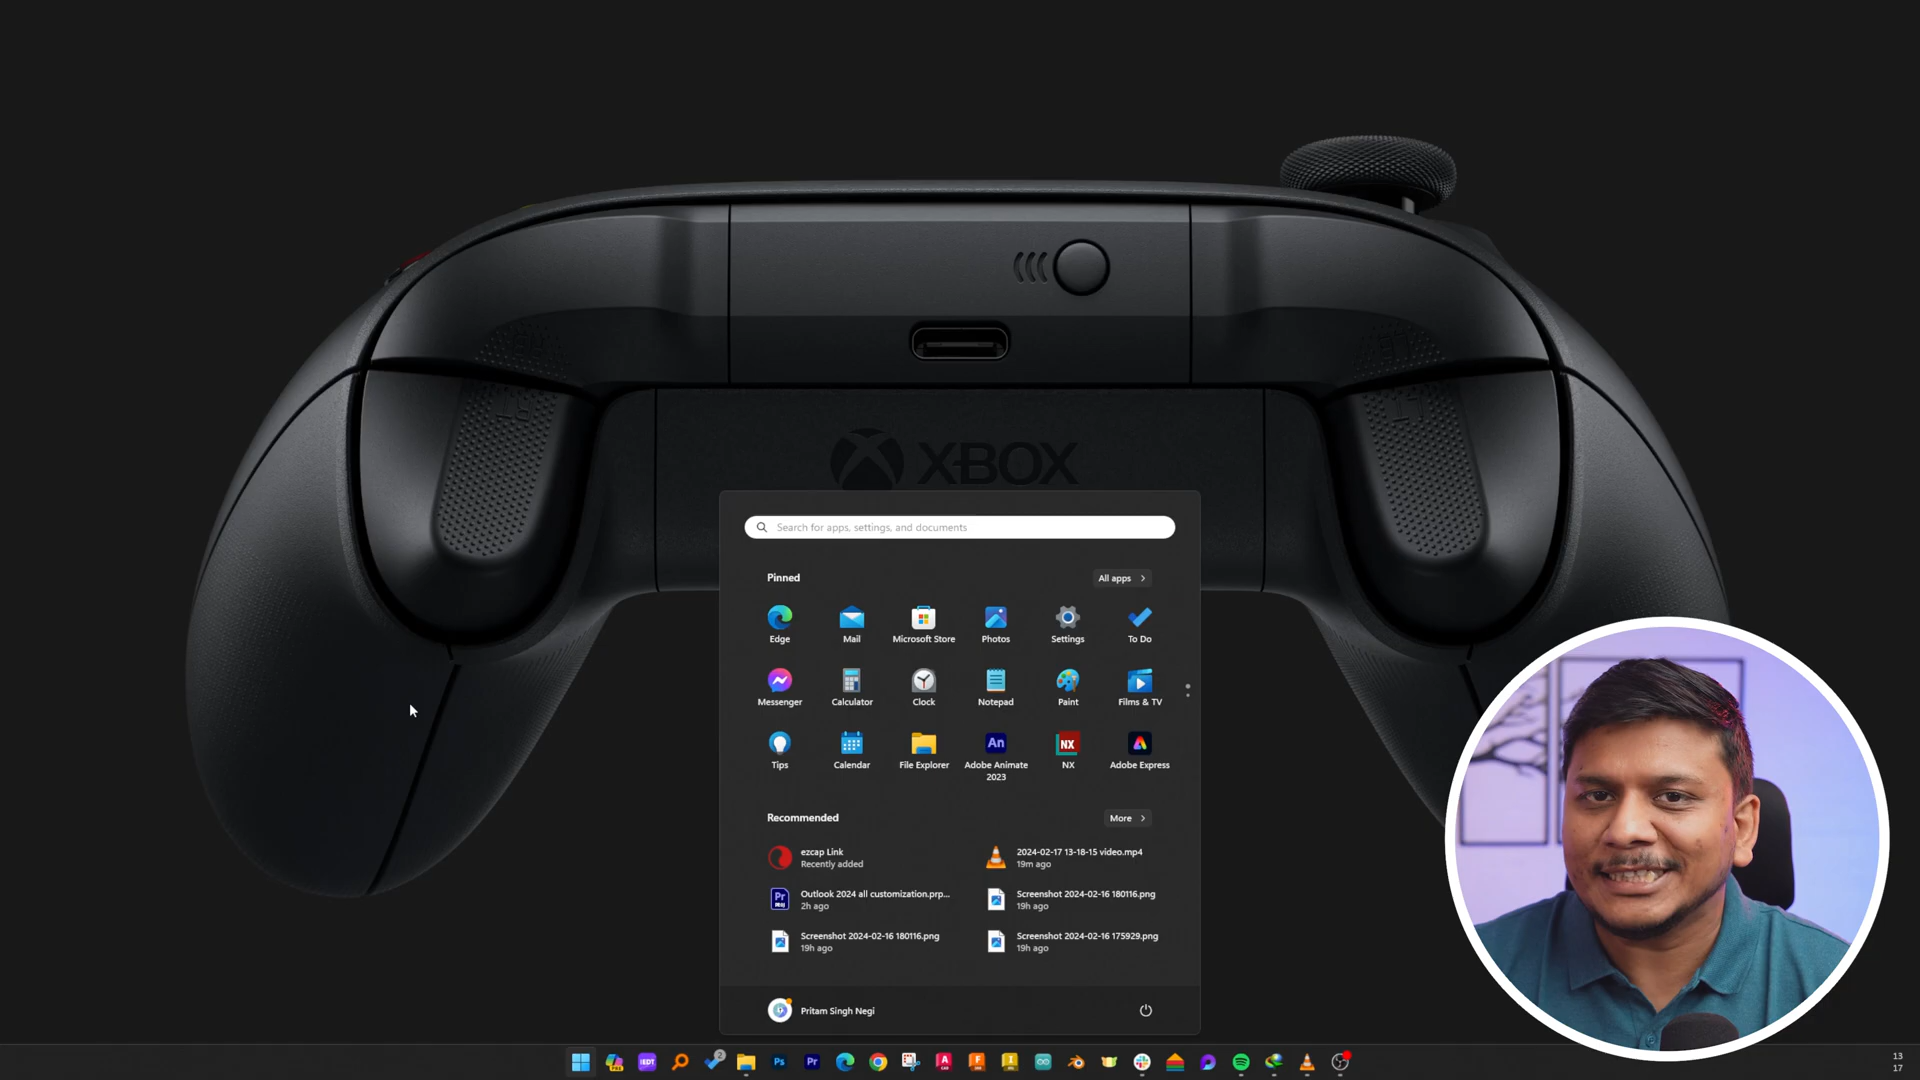 XBOX
Search for apps, settings, and documents
Pinned
All apps
Edge
Mail
Microsoft Store
Photos
Settings
To Do
Messenger
Calculator
Clock
Notepad
Paint
Films & TV
Tips
Calendar
File Explorer
Adobe Animate
2023
NX
Adobe Express
Recommended
More
ezcap Link
Recently added
2024-02-17 13-18-15 video.mp4
19m ago
Outlook 2024 all customization.prp...
2h ago
Screenshot 2024-02-16 180116.png
19h ago
Screenshot 2024-02-16 180116.png
19h ago
Screenshot 2024-02-16 175929.png
19h ago
Pritam Singh Negi
13
17